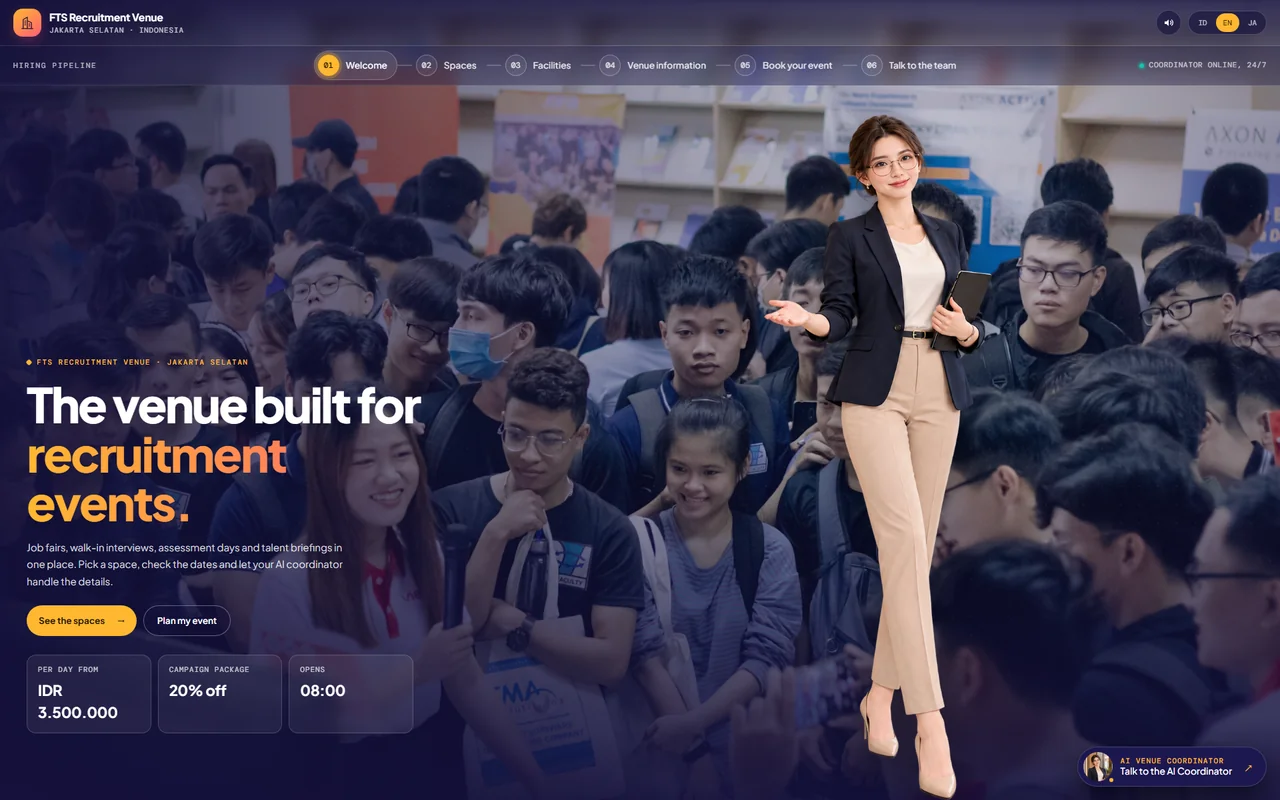 FTS Recruitment Venue
JAKARTA SELATAN · INDONESIA
ID EN JA
HIRING PIPELINE
01 Welcome
02 Spaces
03 Facilities
04 Venue information
05 Book your event
06 Talk to the team
COORDINATOR ONLINE, 24/7
AXON ACTIVE
AXON
FTS RECRUITMENT VENUE · JAKARTA SELATAN
The venue built for
recruitment
events.
Job fairs, walk-in interviews, assessment days and talent briefings in
one place. Pick a space, check the dates and let your AI coordinator
handle the details.
See the spaces →
Plan my event
PER DAY FROM
IDR
3.500.000
CAMPAIGN PACKAGE
20% off
OPENS
08:00
AI VENUE COORDINATOR
Talk to the AI Coordinator ↗